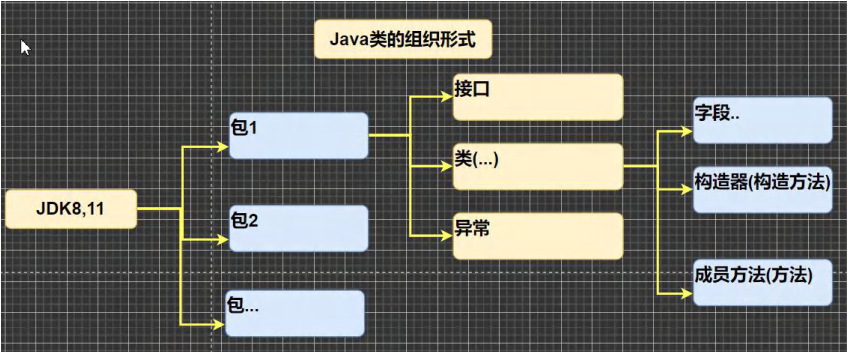 Java类的组织形式
JDK8,11
包1
包2
包...
接口
类(...)
异常
字段..
构造器(构造方法)
成员方法(方法)